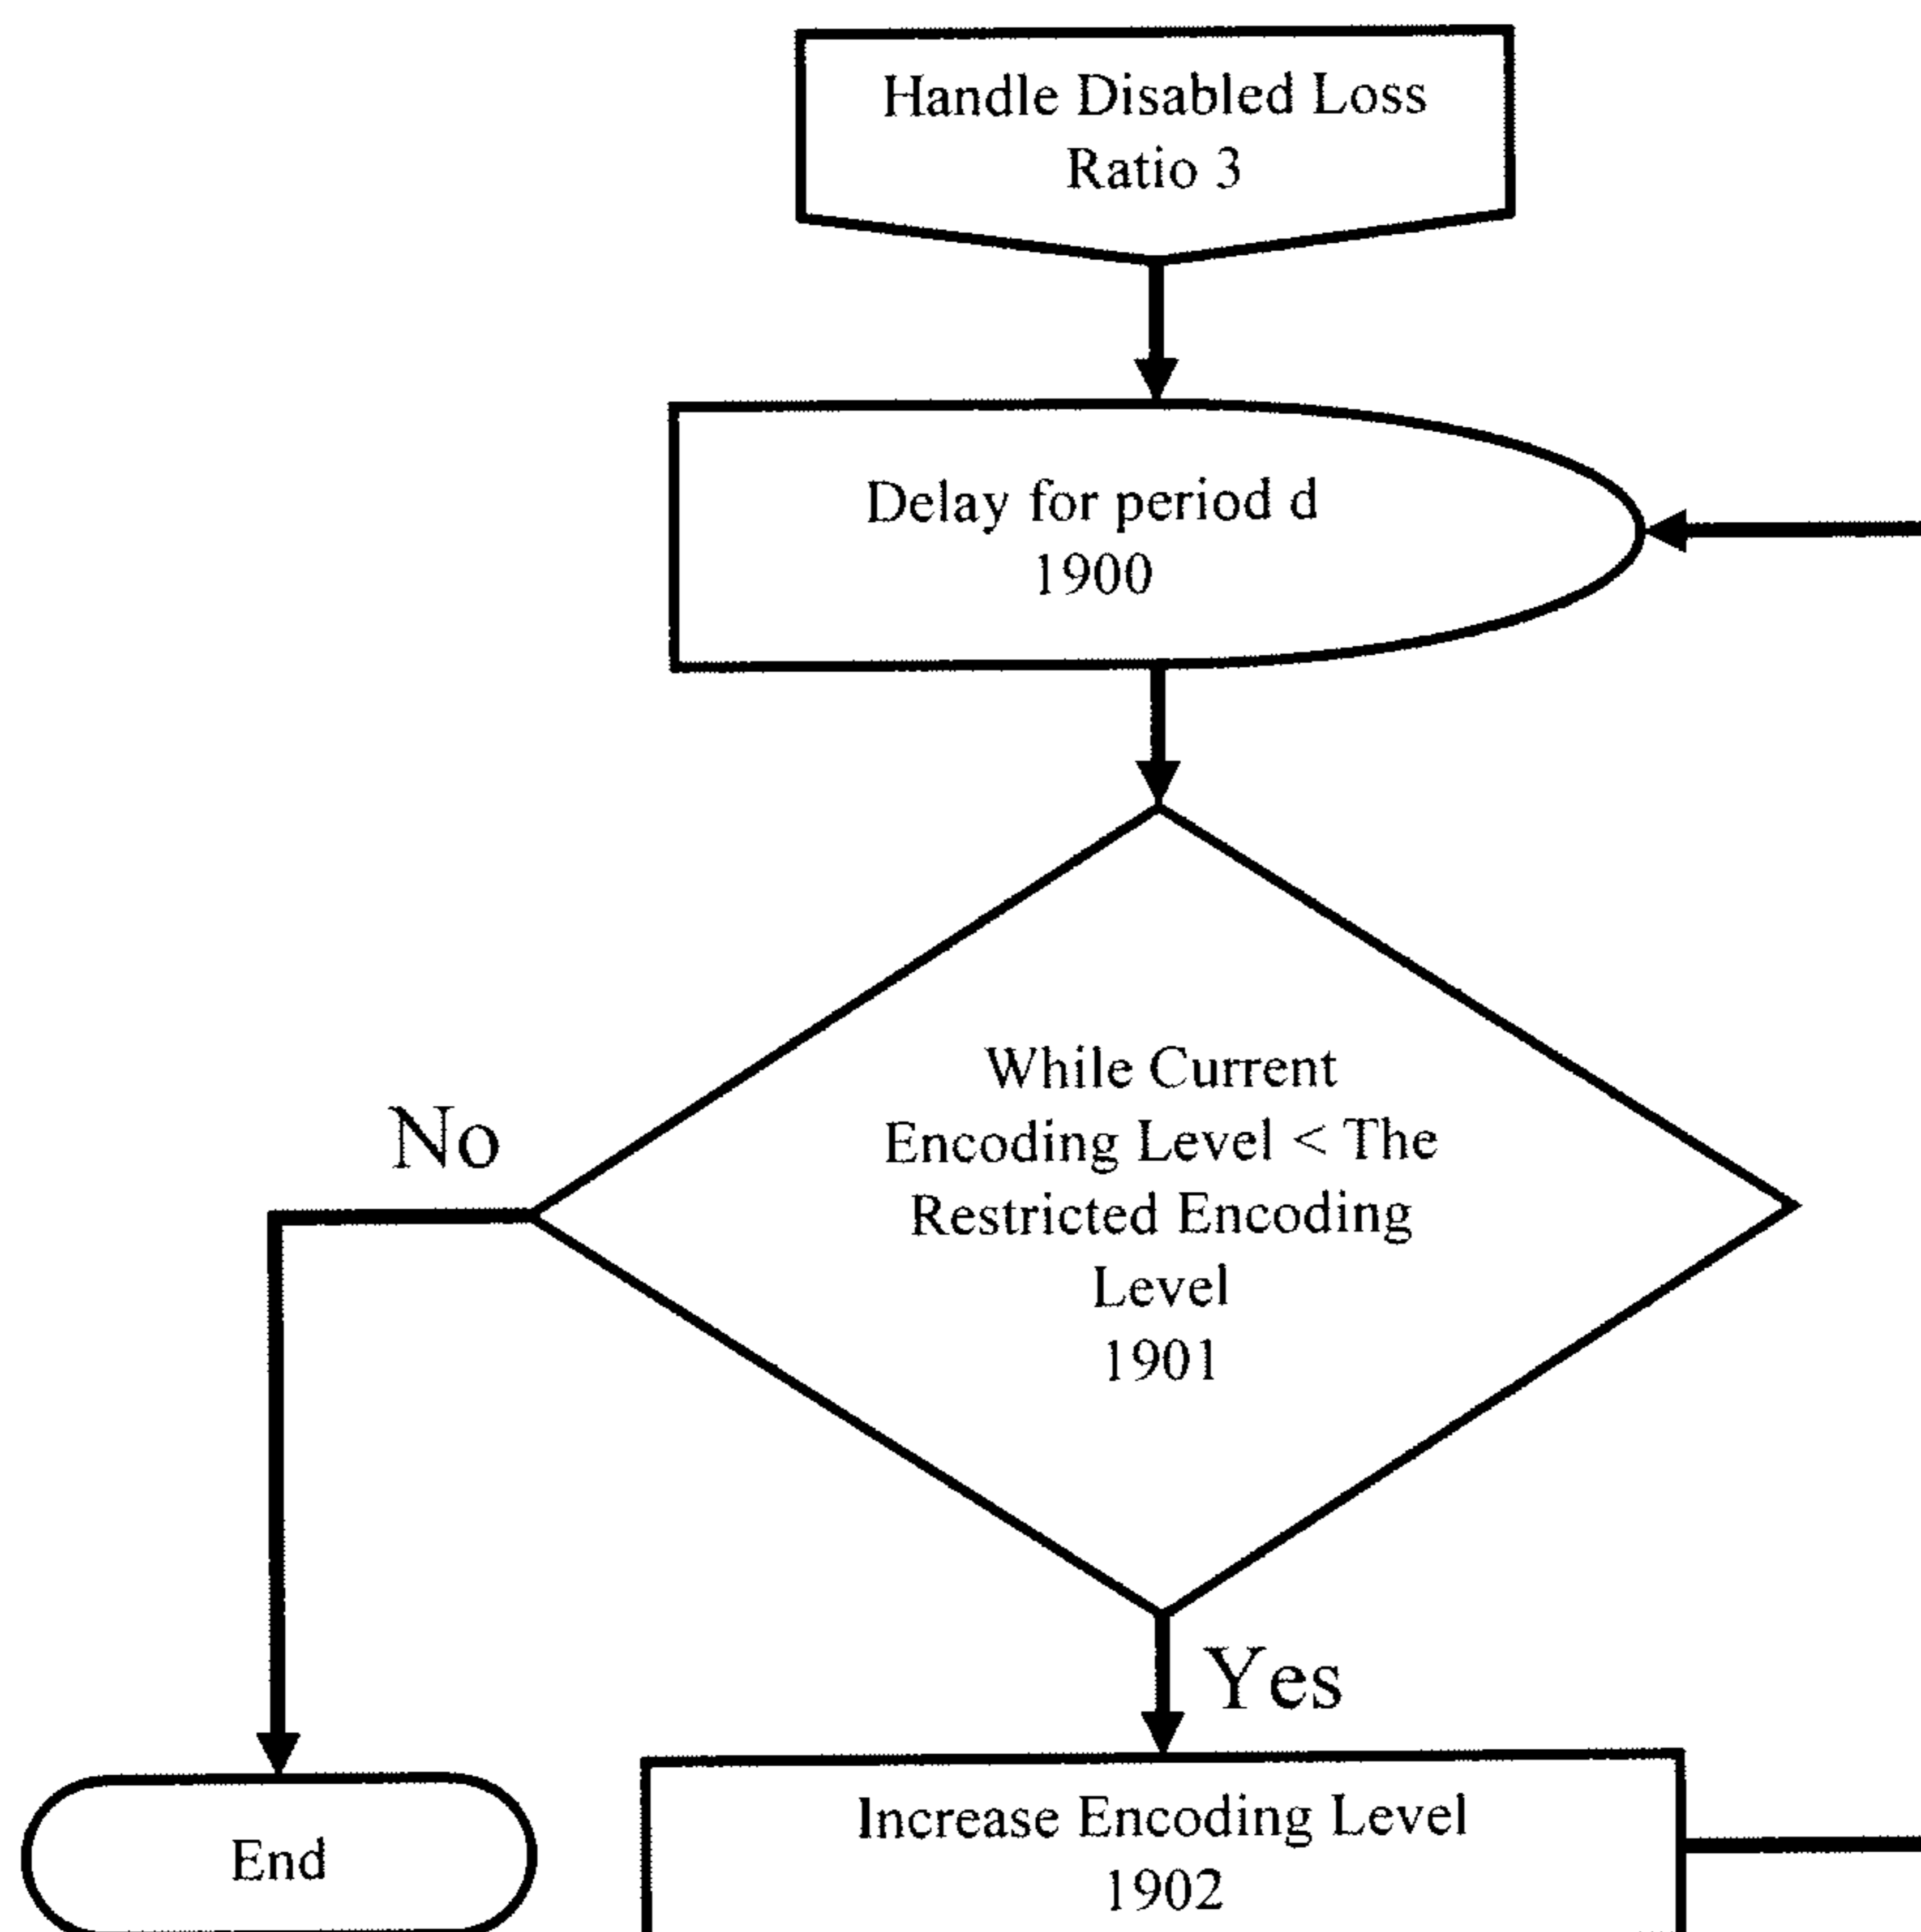 Handle Disabled Loss
Ratio 3
Delay for period d
1900
While Current
Encoding Level < The
Restricted Encoding
Level
1901
No
Yes
Increase Encoding Level
1902
End